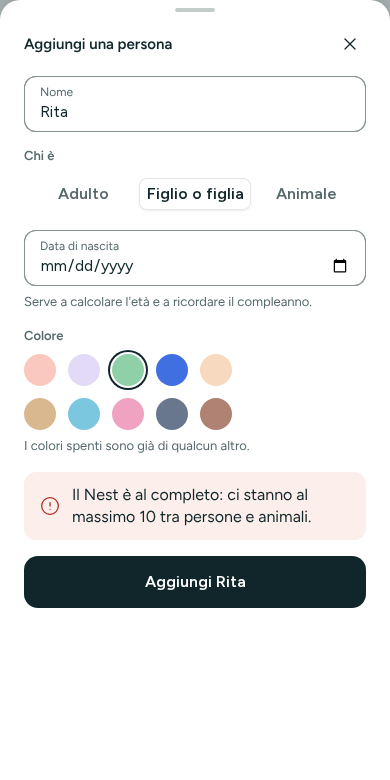 Aggiungi una persona
Nome
Rita
Chi è
Adulto
Figlio o figlia
Animale
Data di nascita
mm/dd/yyyy
Serve a calcolare l'età e a ricordare il compleanno.
Colore
I colori spenti sono già di qualcun altro.
Il Nest è al completo: ci stanno al
massimo 10 tra persone e animali.
Aggiungi Rita